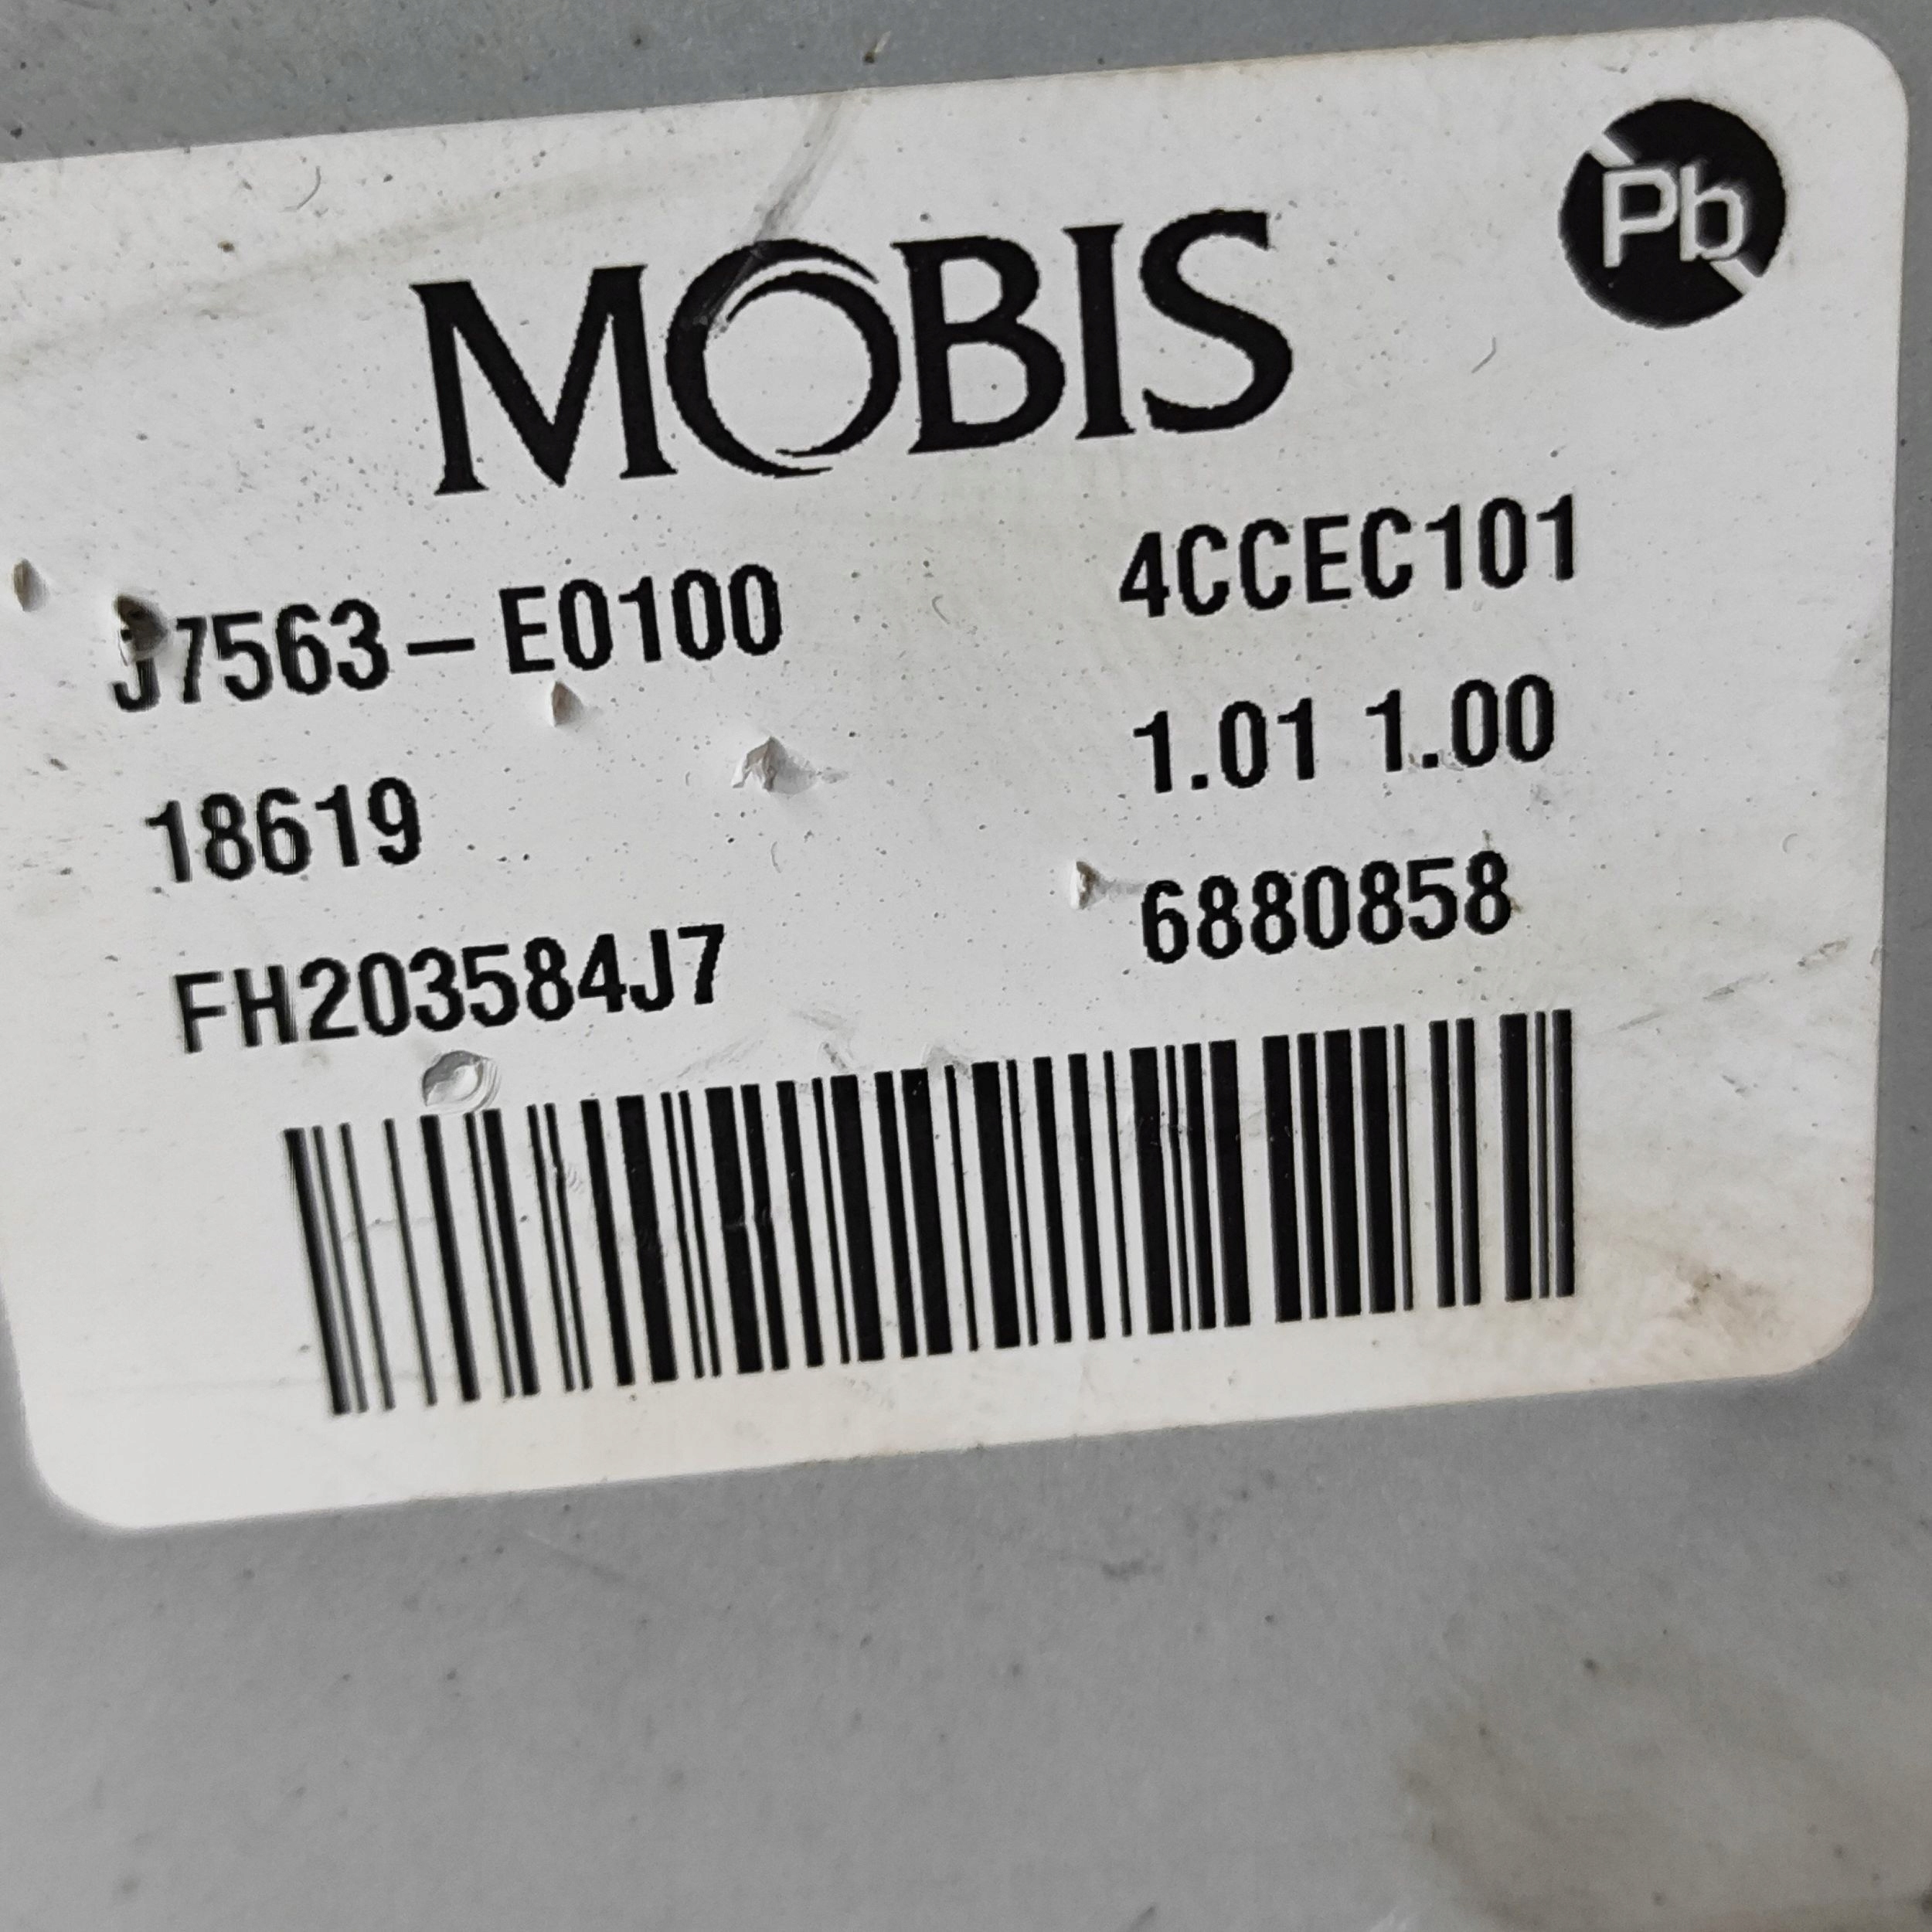 Pb
MOBIS
J7563-E0100 4CCEC101
18619 1.01 1.00
FH203584J7 6880858